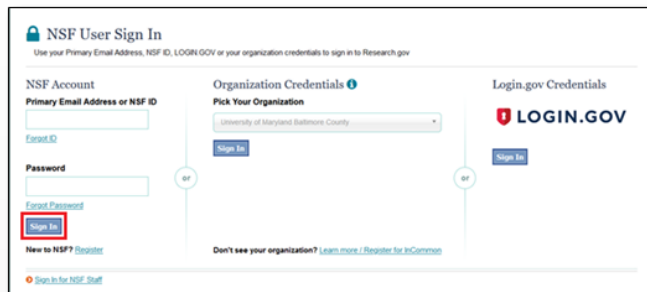 NSF User Sign In
Use your Primary Email Address, NSF ID, LOGIN.GOV or your organization credentials to sign in to Research.gov
NSF Account
Primary Email Address or NSF ID
Forgot ID
Password
Forgot Password
Sign In
New to NSF? Register
or
Organization Credentials
Pick Your Organization
University of Maryland Baltimore County
Sign In
Don't see your organization? Learn more / Register for InCommon
or
Login.gov Credentials
LOGIN.GOV
Sign In
Sign In for NSF Staff